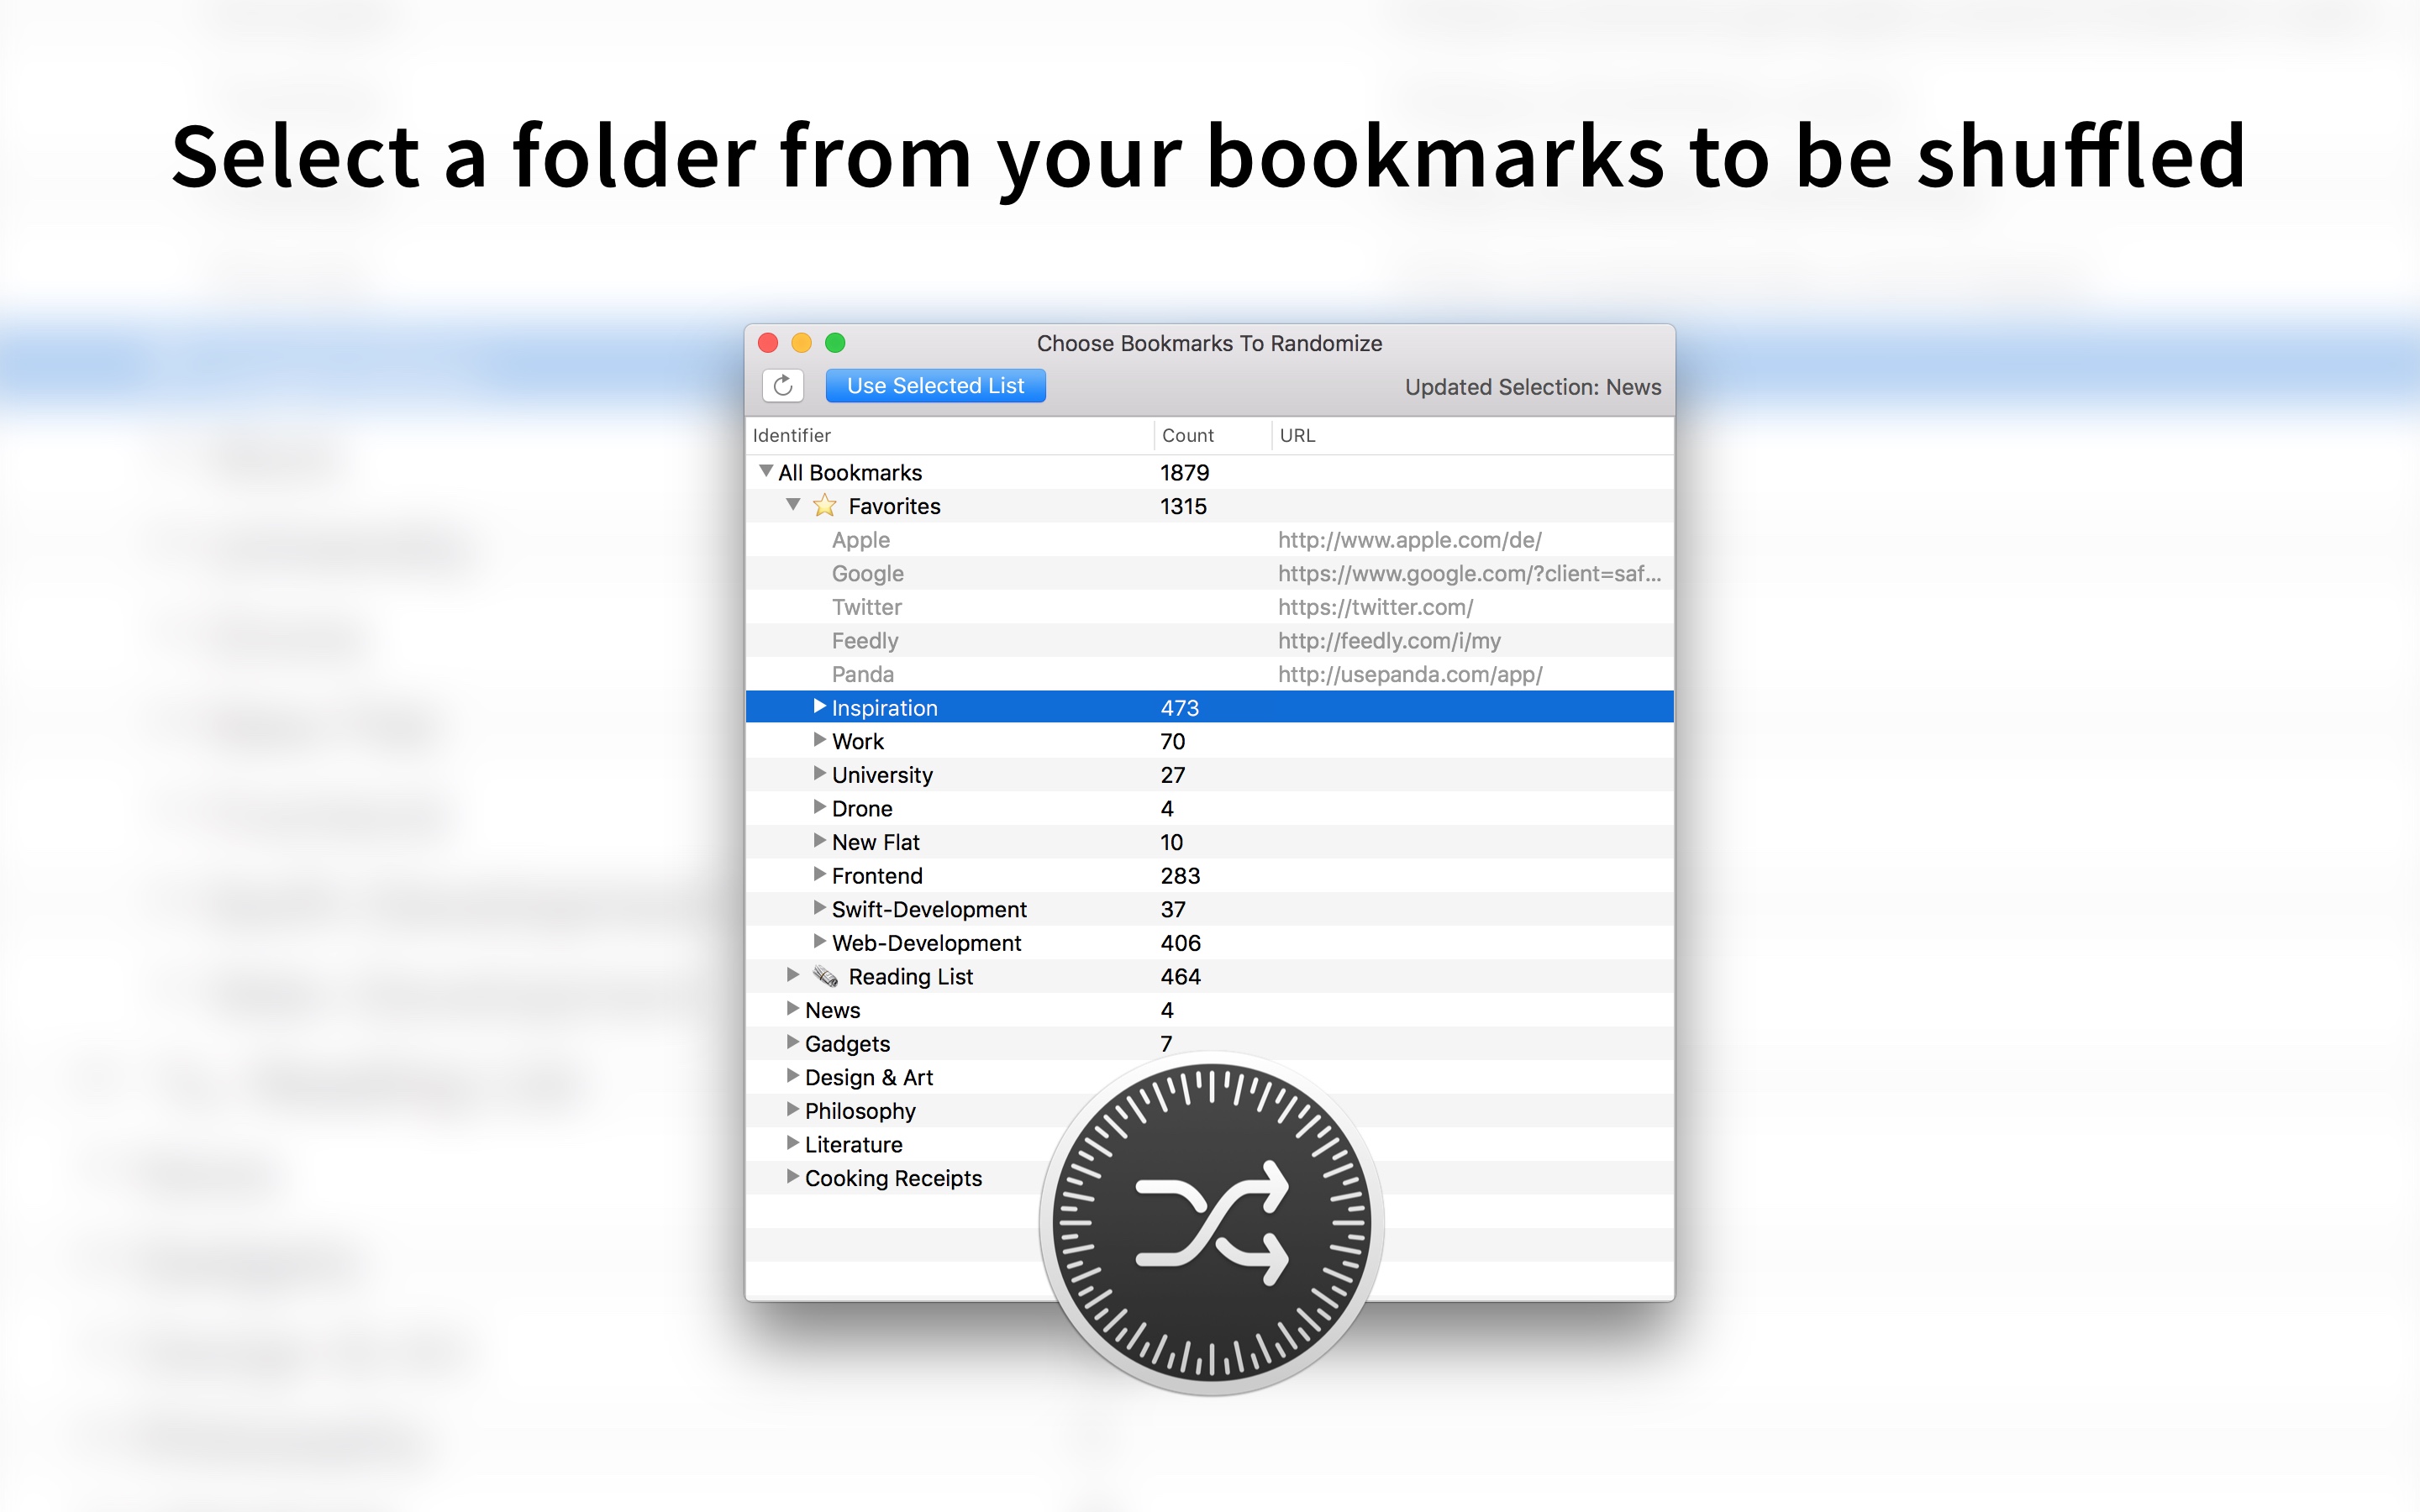 Select a folder from your bookmarks to be shuffled
Choose Bookmarks To Randomize
Use Selected List Updated Selection: News
Identifier Count URL
All Bookmarks 1879
Favorites 1315
Apple http://www.apple.com/de/
Google https://www.google.com/?client=saf...
Twitter https://twitter.com/
Feedly http://feedly.com/i/my
Panda http://usepanda.com/app/
Inspiration 473
Work 70
University 27
Drone 4
New Flat 10
Frontend 283
Swift-Development 37
Web-Development 406
Reading List 464
News 4
Gadgets 7
Design & Art
Philosophy
Literature
Cooking Receipts